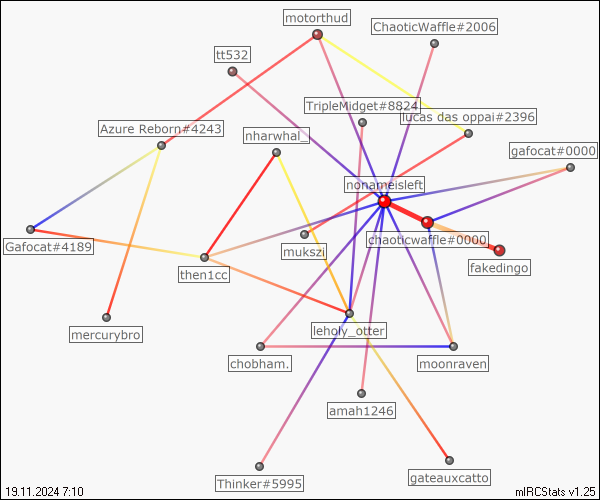 motorthud
ChaoticWaffle#2006
tt532
TripleMidget#8824
lucas das oppai#2396
Azure Reborn#4243
nharwhal_
gafocat#0000
nonameisleft
Gafocat#4189
mukszi
chaoticwaffle#0000
then1cc
fakedingo
mercurybro
leholy_otter
chobham.
moonraven
amah1246
Thinker#5995
gateauxcatto
19.11.2024 7:10
mIRCStats v1.25